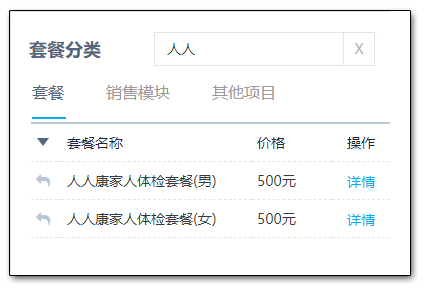 套餐分类 人人 X
套餐 销售模块 其他项目
套餐名称 价格 操作
人人康家人体检套餐(男) 500元 详情
人人康家人体检套餐(女) 500元 详情